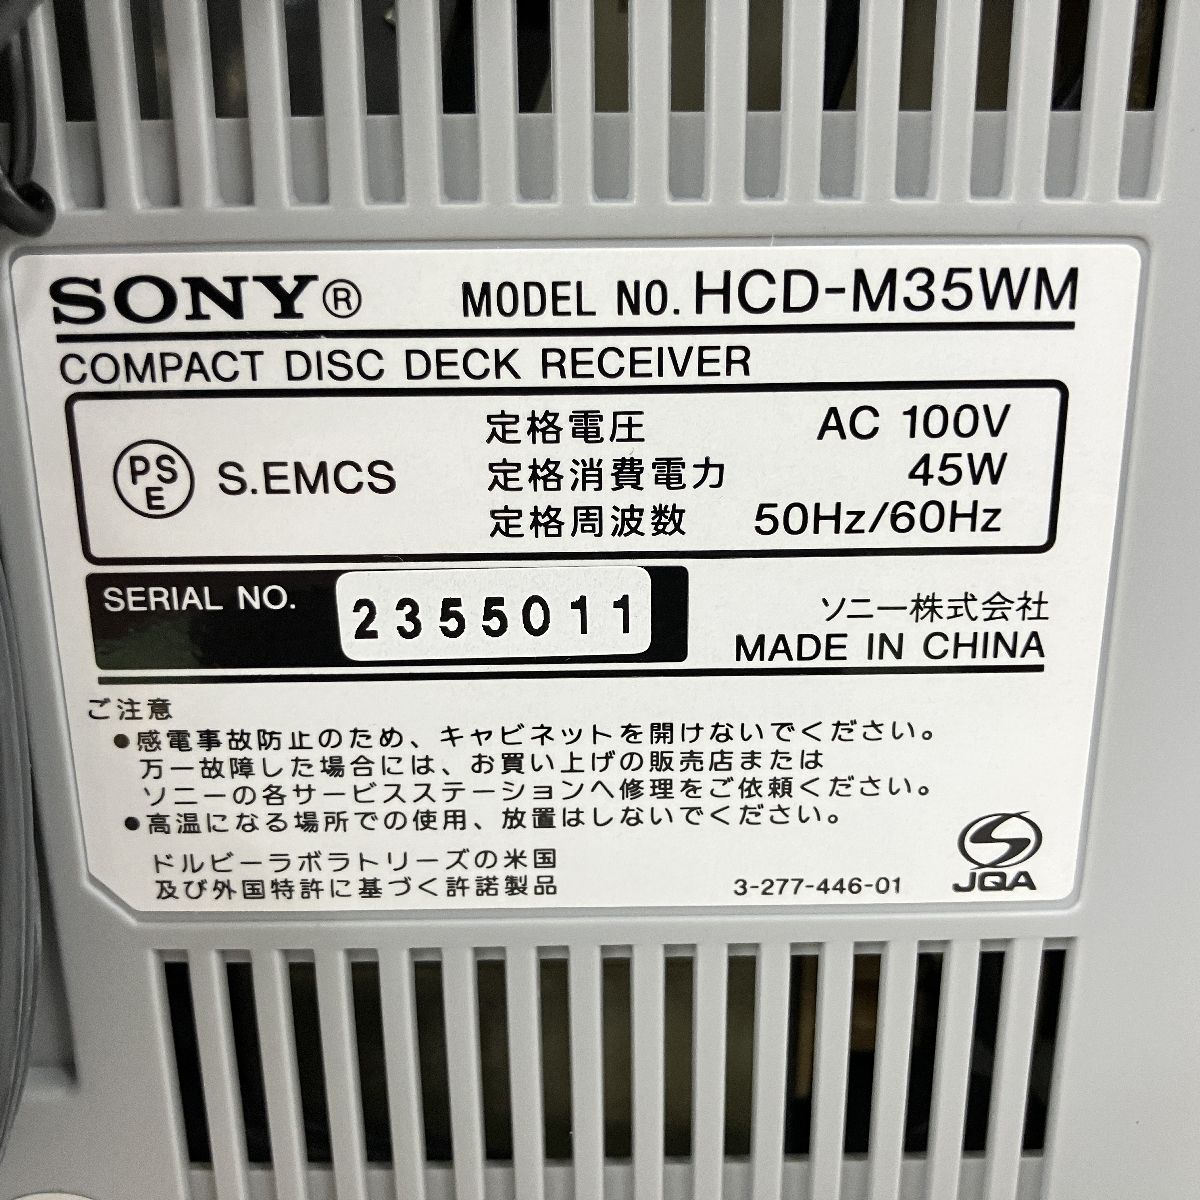 SONY® MODEL NO. HCD-M35WM
COMPACT DISC DECK RECEIVER
PSE S.EMCS
定格電圧 AC 100V
定格消費電力 45W
定格周波数 50Hz/60Hz
SERIAL NO. 2355011
ソニー株式会社
MADE IN CHINA
ご注意
●感電事故防止のため、キャビネットを開けないでください。
万一故障した場合には、お買い上げの販売店または
ソニーの各サービスステーションへ修理をご依頼ください。
●高温になる場所での使用、放置はしないでください。
ドルビーラボラトリーズの米国
及び外国特許に基づく許諾製品
3-277-446-01
JQA